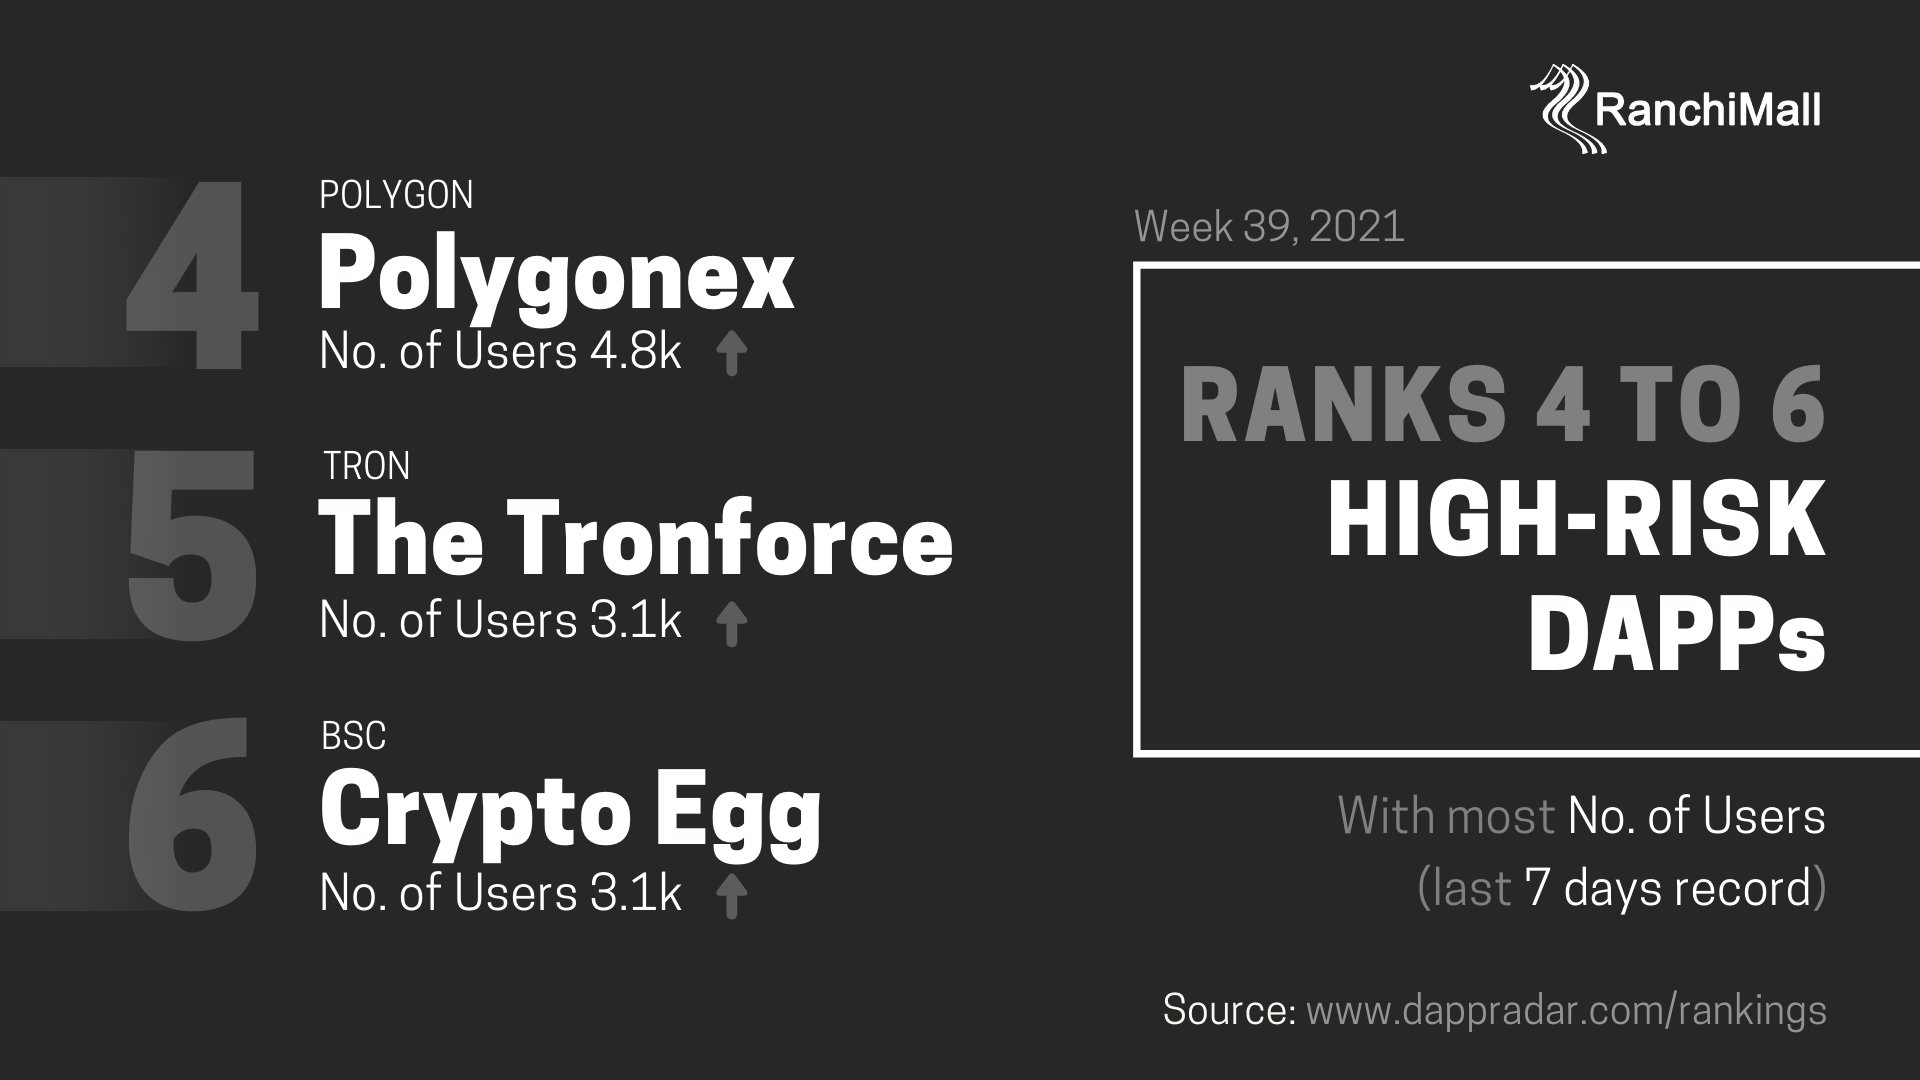 RanchiMall
4
POLYGON
Polygonex
No. of Users 4.8k
5
TRON
The Tronforce
No. of Users 3.1k
6
BSC
Crypto Egg
No. of Users 3.1k
Week 39, 2021
RANKS 4 TO 6
HIGH-RISK
DAPPs
With most No. of Users
(last 7 days record)
Source: www.dappradar.com/rankings